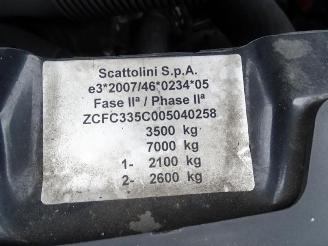 Scattolini S.p.A.
e3*2007/46*0234*05
Fase IIª / Phase IIª
ZCFC335C005040258
3500 kg
7000 kg
1- 2100 kg
2- 2600 kg